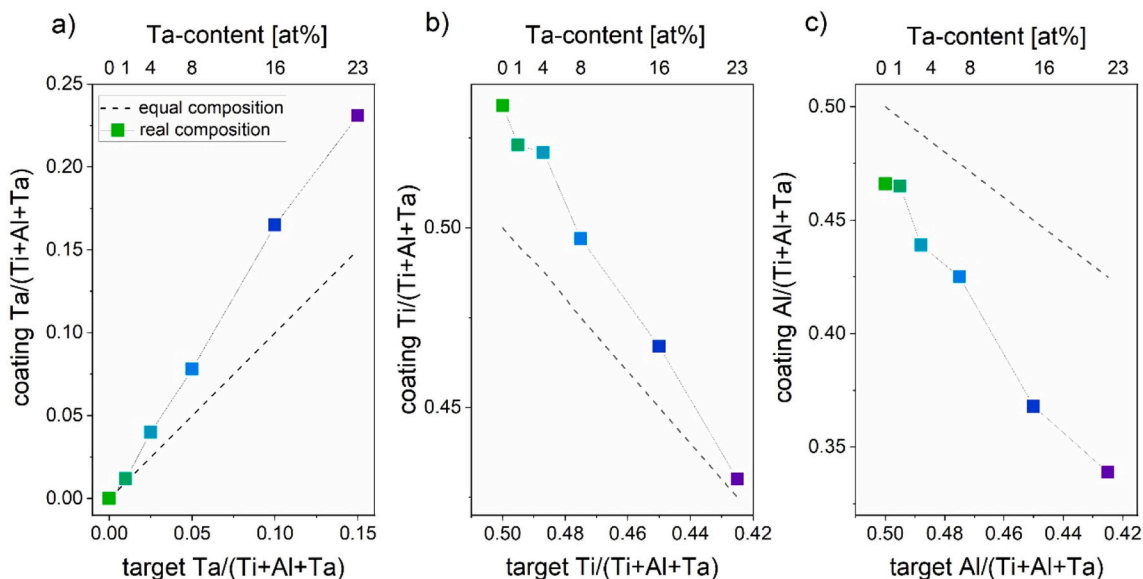 a)
Ta-content [at%]
0 1 4 8 16 23
0.25
0.20
0.15
0.10
0.05
0.00
coating Ta/(Ti+Al+Ta)
equal composition
real composition
0.00 0.05 0.10 0.15
target Ta/(Ti+Al+Ta)
b)
Ta-content [at%]
0 1 4 8 16 23
0.50
0.45
coating Ti/(Ti+Al+Ta)
0.50 0.48 0.46 0.44 0.42
target Ti/(Ti+Al+Ta)
c)
Ta-content [at%]
0 1 4 8 16 23
0.50
0.45
0.40
0.35
coating Al/(Ti+Al+Ta)
0.50 0.48 0.46 0.44 0.42
target Al/(Ti+Al+Ta)